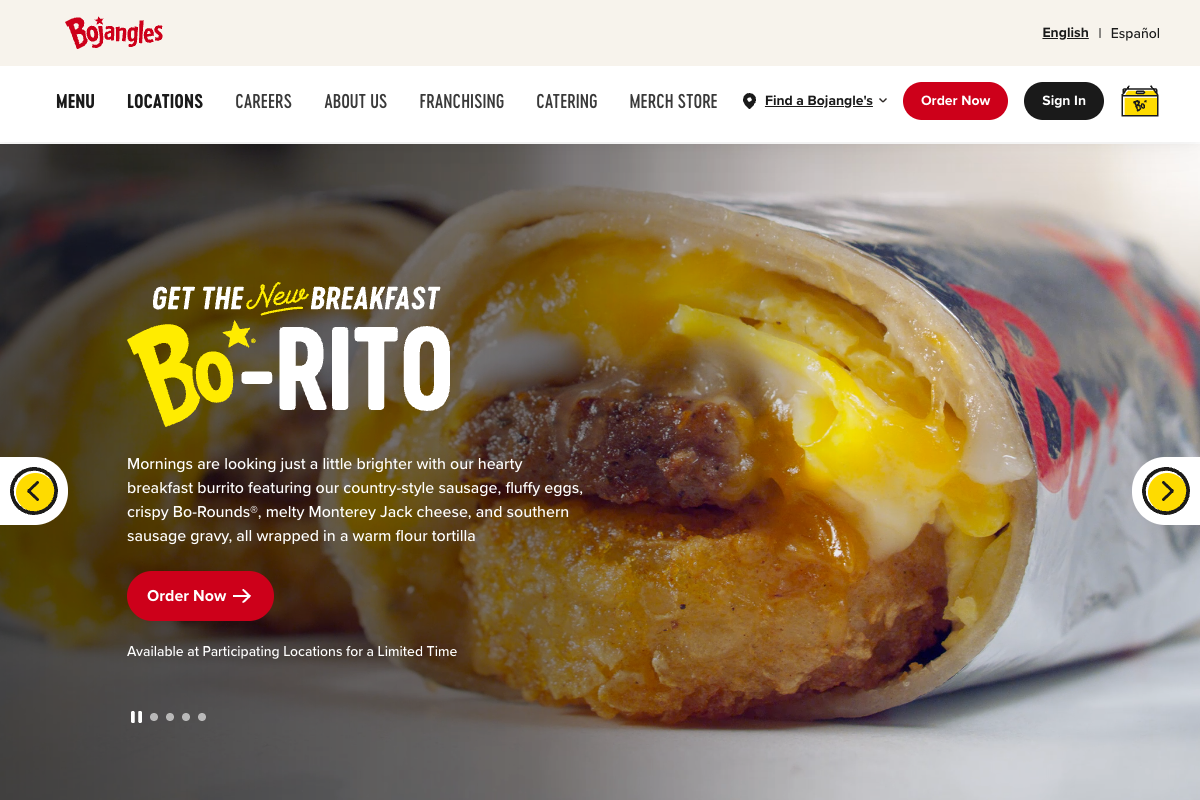 Bojangles
English | Español
MENU LOCATIONS CAREERS ABOUT US FRANCHISING CATERING MERCH STORE Find a Bojangle's Order Now Sign In Bo
GET THE New BREAKFAST
Bo-RITO
Mornings are looking just a little brighter with our hearty
breakfast burrito featuring our country-style sausage, fluffy eggs,
crispy Bo-Rounds®, melty Monterey Jack cheese, and southern
sausage gravy, all wrapped in a warm flour tortilla
Order Now
Available at Participating Locations for a Limited Time
Bo